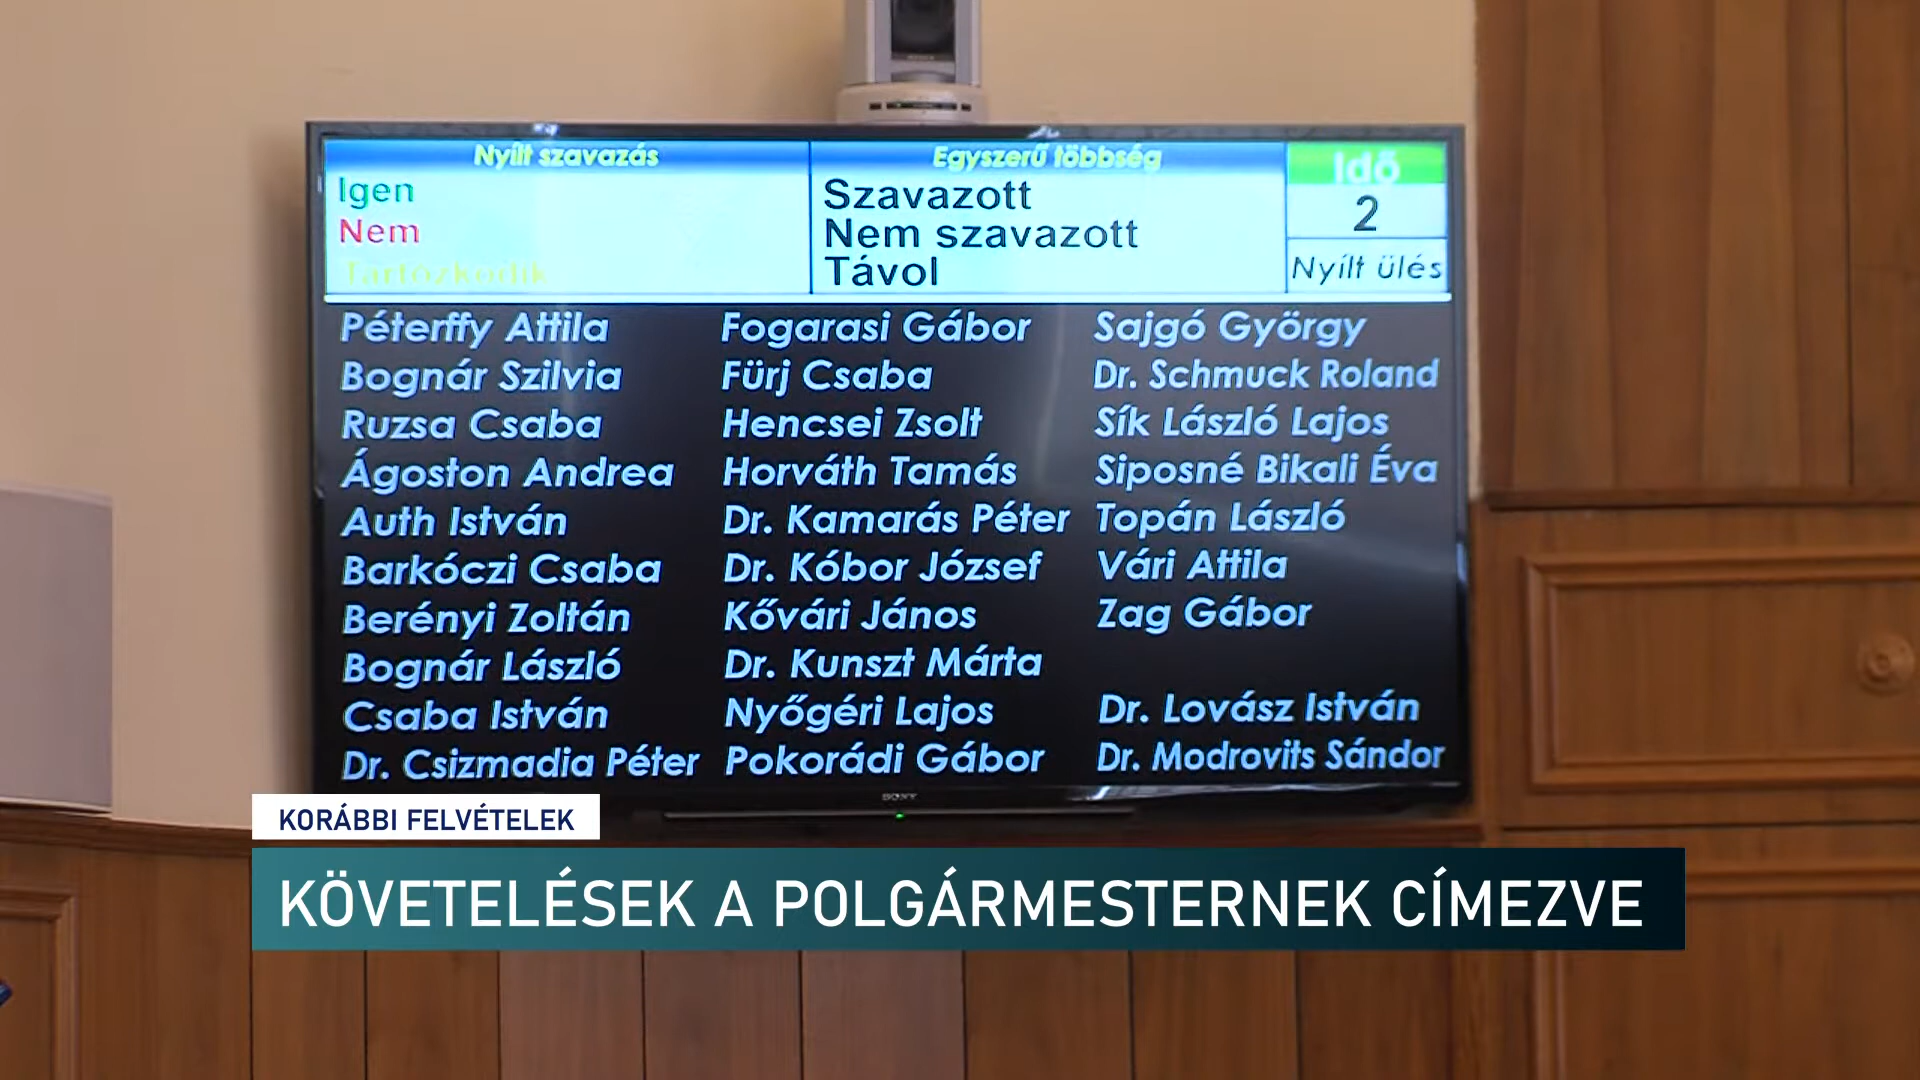 Nyílt szavazás
Igen
Nem
Tartózkodik
Egyszerű többség
Szavazott
Nem szavazott
Távol
Idő
2
Nyílt ülés
Péterffy Attila
Bognár Szilvia
Ruzsa Csaba
Ágoston Andrea
Auth István
Barkóczi Csaba
Berényi Zoltán
Bognár László
Csaba István
Dr. Csizmadia Péter
Fogarasi Gábor
Fürj Csaba
Hencsei Zsolt
Horváth Tamás
Dr. Kamarás Péter
Dr. Kóbor József
Kővári János
Dr. Kunszt Márta
Nyőgéri Lajos
Pokorádi Gábor
Sajgó György
Dr. Schmuck Roland
Sík László Lajos
Siposné Bikali Éva
Topán László
Vári Attila
Zag Gábor
Dr. Lovász István
Dr. Modrovits Sándor
SONY
KORÁBBI FELVÉTELEK
KÖVETELÉSEK A POLGÁRMESTERNEK CÍMEZVE